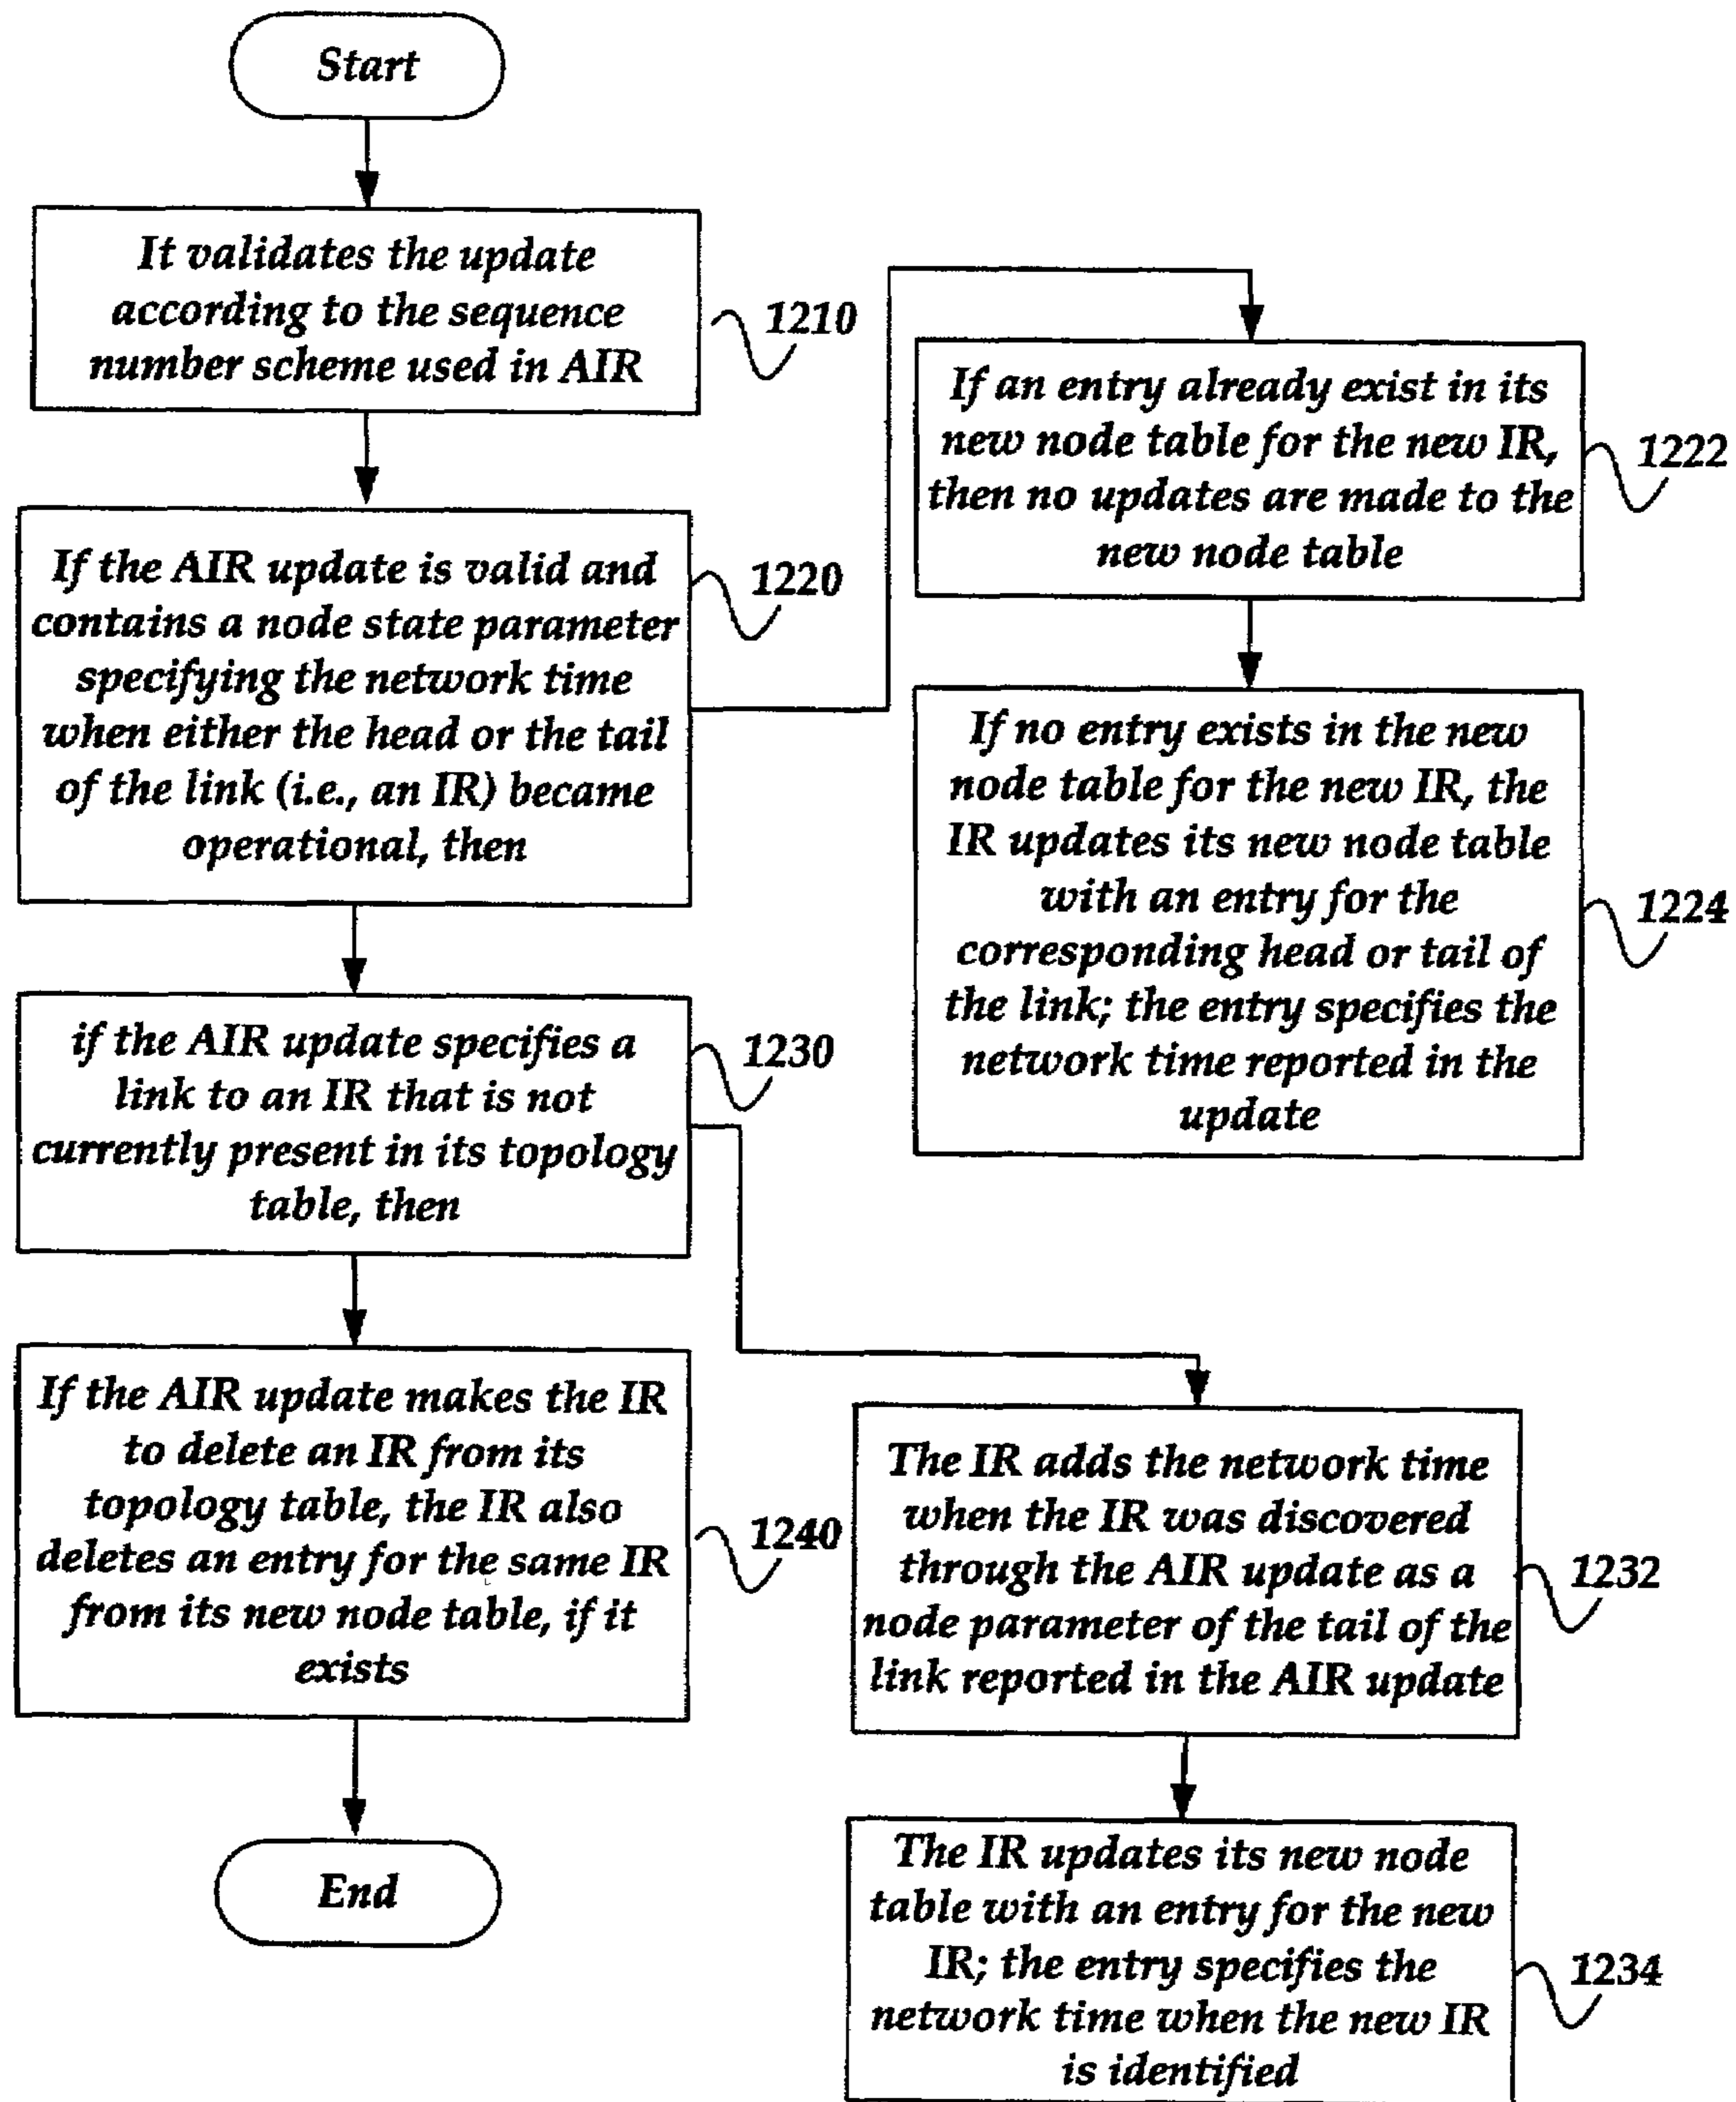 Start
It validates the update
according to the sequence
number scheme used in AIR
1210
If the AIR update is valid and
contains a node state parameter
specifying the network time
when either the head or the tail
of the link (i.e., an IR) became
operational, then
1220
If an entry already exist in its
new node table for the new IR,
then no updates are made to the
new node table
1222
If no entry exists in the new
node table for the new IR, the
IR updates its new node table
with an entry for the
corresponding head or tail of
the link; the entry specifies the
network time reported in the
update
1224
if the AIR update specifies a
link to an IR that is not
currently present in its topology
table, then
1230
The IR adds the network time
when the IR was discovered
through the AIR update as a
node parameter of the tail of the
link reported in the AIR update
1232
The IR updates its new node
table with an entry for the new
IR; the entry specifies the
network time when the new IR
is identified
1234
If the AIR update makes the IR
to delete an IR from its
topology table, the IR also
deletes an entry for the same IR
from its new node table, if it
exists
1240
End